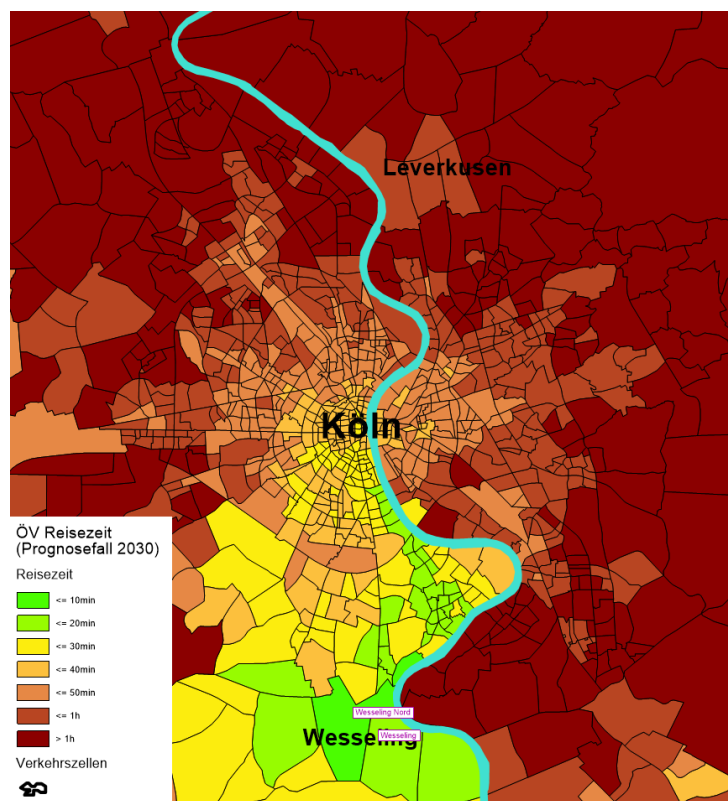 Leverkusen
Köln
ÖV Reisezeit
(Prognosefall 2030)
Reisezeit
<= 10min
<= 20min
<= 30min
<= 40min
<= 50min
<= 1h
> 1h
Verkehrszellen
Wesseling Nord
Wesseling
Wesseling